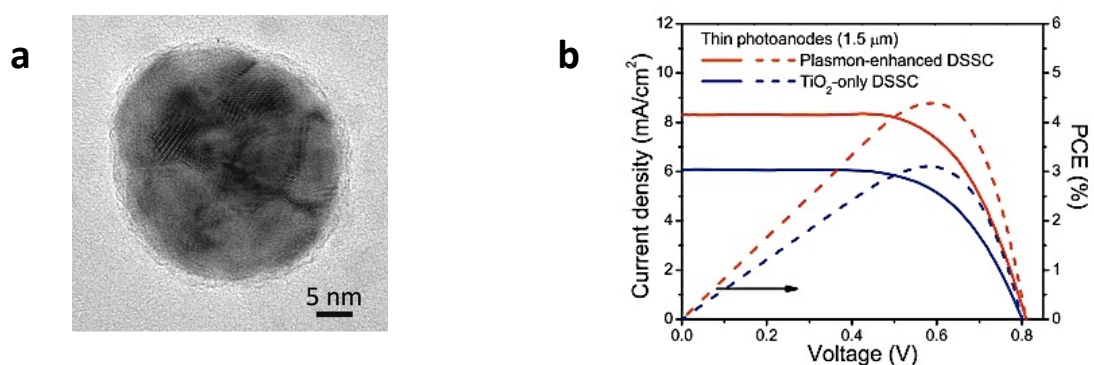 a
5 nm
b
Thin photoanodes (1.5 μm)
Plasmon-enhanced DSSC
TiO₂-only DSSC
Current density (mA/cm²)
12
10
8
6
4
2
0
0.0
0.2
0.4
0.6
0.8
Voltage (V)
6
5
4
3
2
1
0
PCE (%)